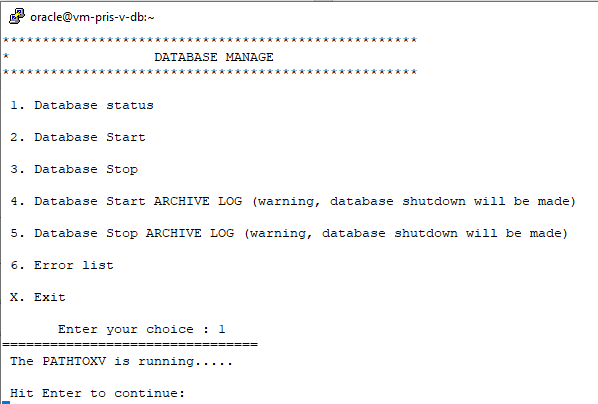 oracle@vm-pris-v-db:~
****************************************************
* DATABASE MANAGE
****************************************************
1. Database status
2. Database Start
3. Database Stop
4. Database Start ARCHIVE LOG (warning, database shutdown will be made)
5. Database Stop ARCHIVE LOG (warning, database shutdown will be made)
6. Error list
X. Exit
Enter your choice : 1
================================
The PATHTOXV is running.....
Hit Enter to continue: